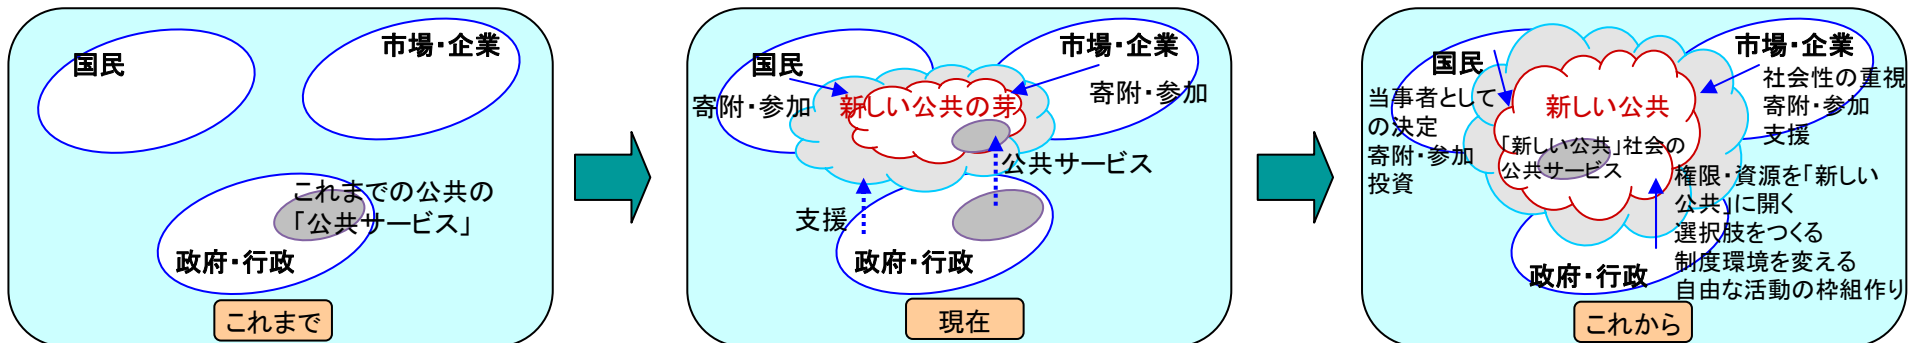 国民
市場・企業
これまでの公共の
「公共サービス」
政府・行政
これまで
国民
市場・企業
寄附・参加
新しい公共の芽
寄附・参加
公共サービス
支援
政府・行政
現在
国民
市場・企業
社会性の重視
寄附・参加
支援
当事者として
の決定
寄附・参加
投資
新しい公共
「新しい公共」社会の
公共サービス
権限・資源を「新しい
公共」に開く
選択肢をつくる
制度環境を変える
自由な活動の枠組作り
政府・行政
これから